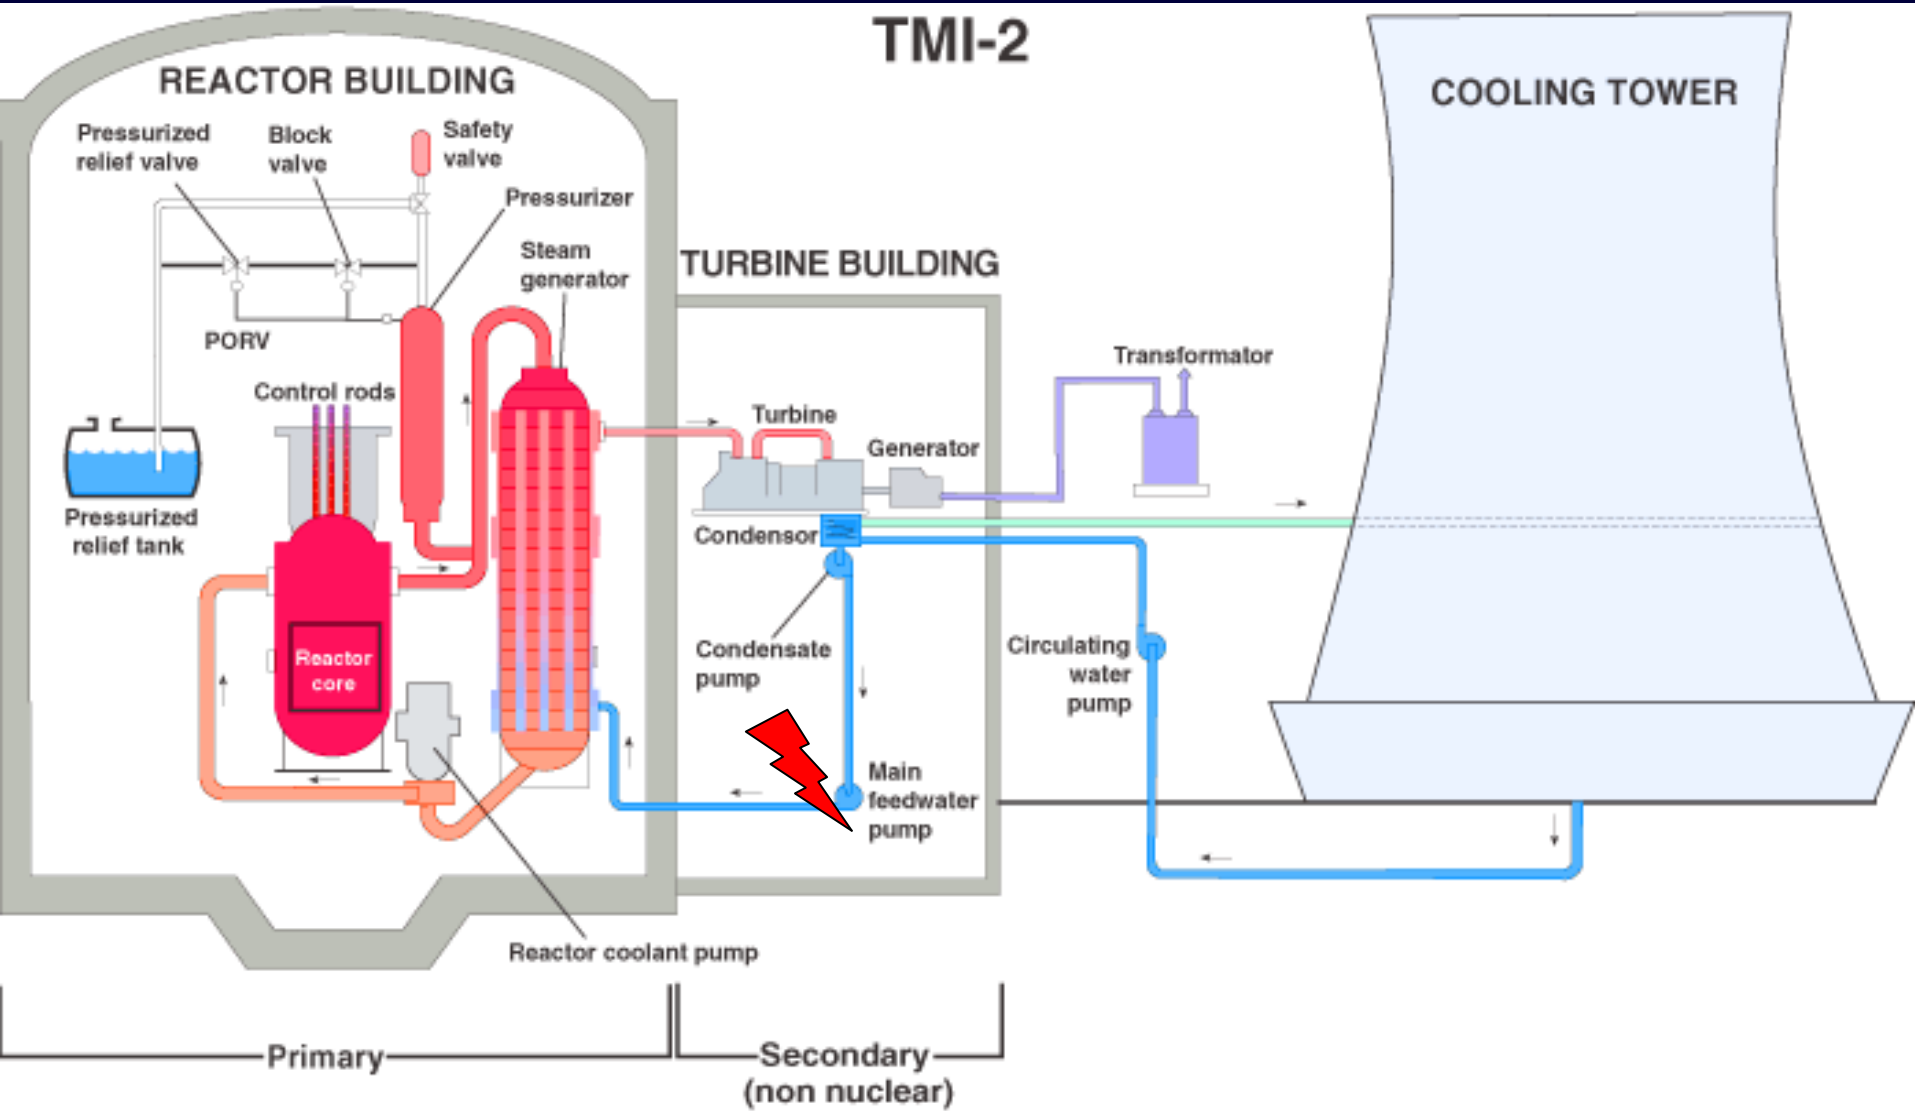 TMI-2
REACTOR BUILDING
COOLING TOWER
Pressurized
relief valve
Block
valve
Safety
valve
Pressurizer
Steam
generator
TURBINE BUILDING
PORV
Control rods
Transformator
Turbine
Generator
Pressurized
relief tank
Condensor
Reactor
core
Condensate
pump
Circulating
water
pump
Main
feedwater
pump
Reactor coolant pump
Primary
Secondary
(non nuclear)